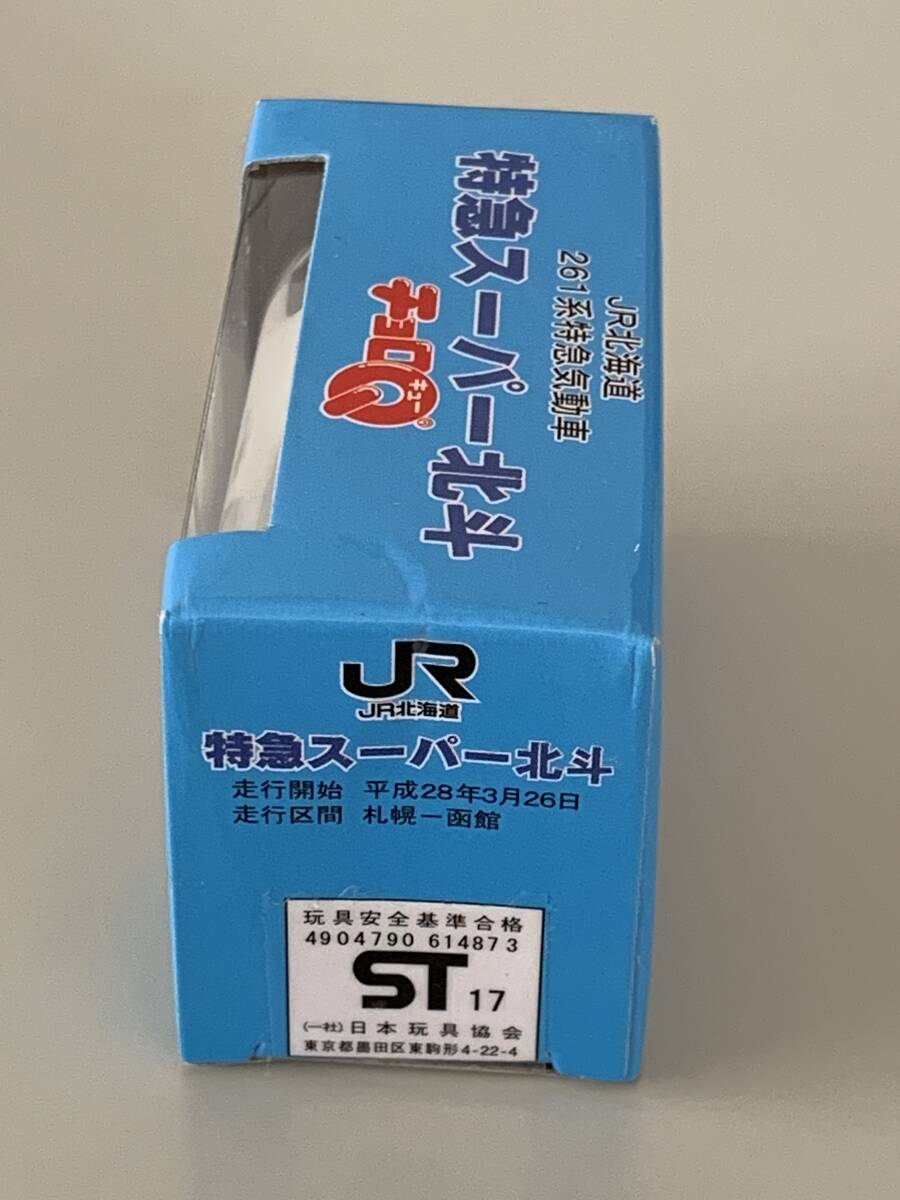 JR北海道
261系特急気動車
特急スーパー北斗
チョロQ
キュー®
JR
JR北海道
特急スーパー北斗
走行開始 平成28年3月26日
走行区間 札幌ー函館
玩具安全基準合格
4904790 614873
ST 17
(一社)日本玩具協会
東京都墨田区東駒形4-22-4